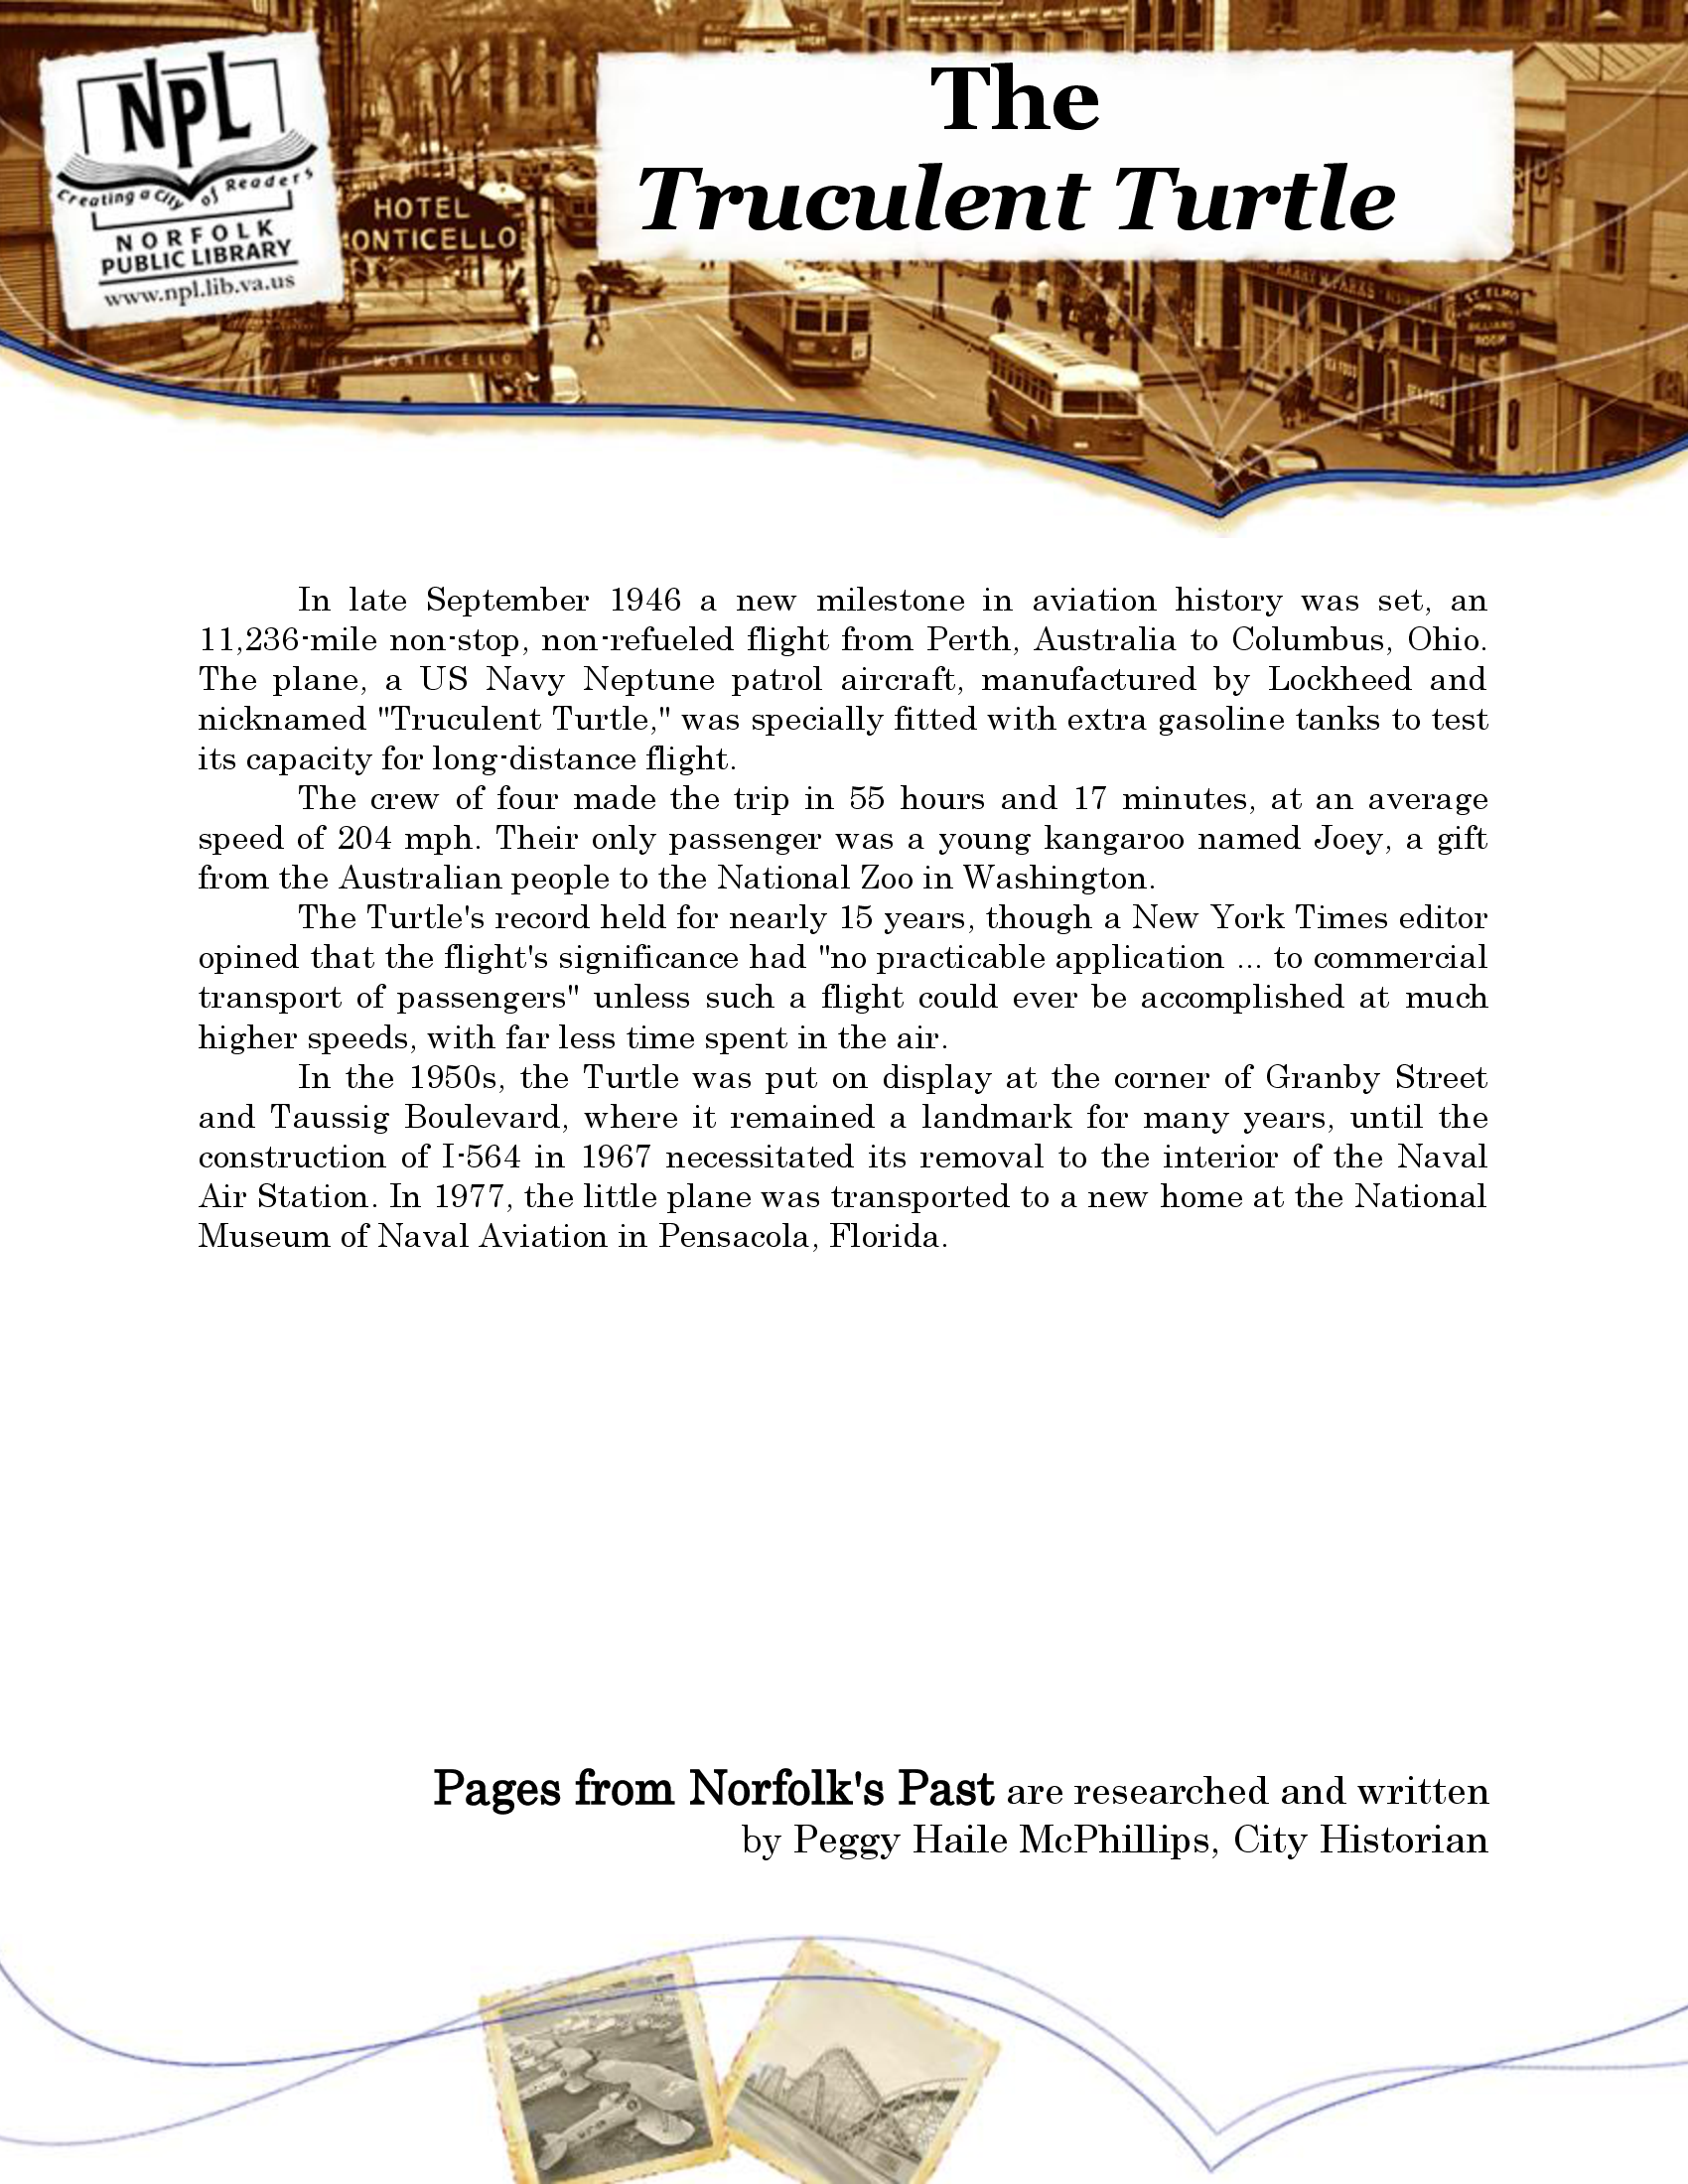 NPL
Creating a City of Readers
NORFOLK
PUBLIC LIBRARY
www.npl.lib.va.us
HOTEL
MONTICELLO
MONTICELLO
The
Truculent Turtle
HARRY M PARKS
ST. ELMO
BILLIARD
ROOM
SEA FOOD
SEA FOOD
In late September 1946 a new milestone in aviation history was set, an
11,236-mile non-stop, non-refueled flight from Perth, Australia to Columbus, Ohio.
The plane, a US Navy Neptune patrol aircraft, manufactured by Lockheed and
nicknamed "Truculent Turtle," was specially fitted with extra gasoline tanks to test
its capacity for long-distance flight.
The crew of four made the trip in 55 hours and 17 minutes, at an average
speed of 204 mph. Their only passenger was a young kangaroo named Joey, a gift
from the Australian people to the National Zoo in Washington.
The Turtle's record held for nearly 15 years, though a New York Times editor
opined that the flight's significance had "no practicable application ... to commercial
transport of passengers" unless such a flight could ever be accomplished at much
higher speeds, with far less time spent in the air.
In the 1950s, the Turtle was put on display at the corner of Granby Street
and Taussig Boulevard, where it remained a landmark for many years, until the
construction of I-564 in 1967 necessitated its removal to the interior of the Naval
Air Station. In 1977, the little plane was transported to a new home at the National
Museum of Naval Aviation in Pensacola, Florida.
Pages from Norfolk's Past are researched and written
by Peggy Haile McPhillips, City Historian